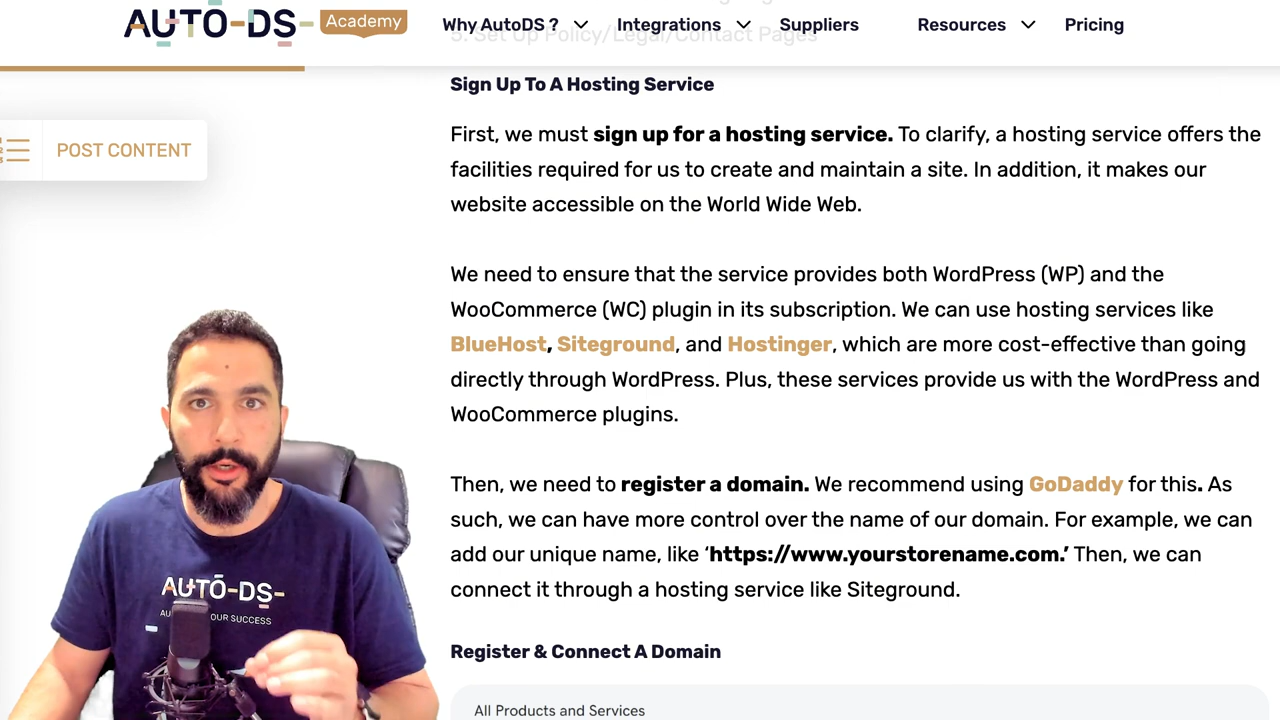 AUTO-DS-
Academy
Why AutoDS ?
Integrations
Suppliers
Resources
Pricing
5. Set Up Policy/Legal/Contact Pages
Sign Up To A Hosting Service
POST CONTENT
First, we must sign up for a hosting service. To clarify, a hosting service offers the
facilities required for us to create and maintain a site. In addition, it makes our
website accessible on the World Wide Web.
We need to ensure that the service provides both WordPress (WP) and the
WooCommerce (WC) plugin in its subscription. We can use hosting services like
BlueHost, Siteground, and Hostinger, which are more cost-effective than going
directly through WordPress. Plus, these services provide us with the WordPress and
WooCommerce plugins.
Then, we need to register a domain. We recommend using GoDaddy for this. As
such, we can have more control over the name of our domain. For example, we can
add our unique name, like ‘https://www.yourstorename.com.’ Then, we can
connect it through a hosting service like Siteground.
Register & Connect A Domain
All Products and Services
AUTO-DS-
OUR SUCCESS